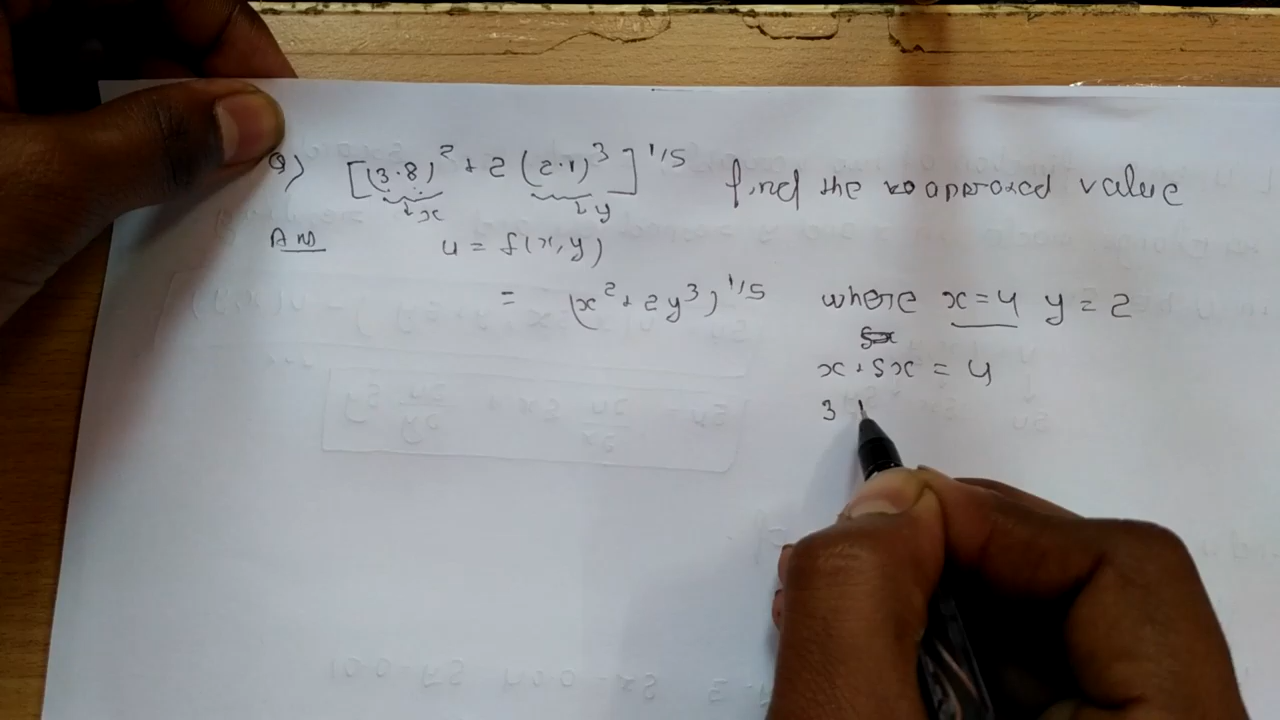 Q) [(3.8)² + 2 (2.1)³]^1/5 find the approxed value
x y
Ans u = f(x,y)
= (x² + 2y³)^1/5 where x=4 y=2
x + δx = 4
3